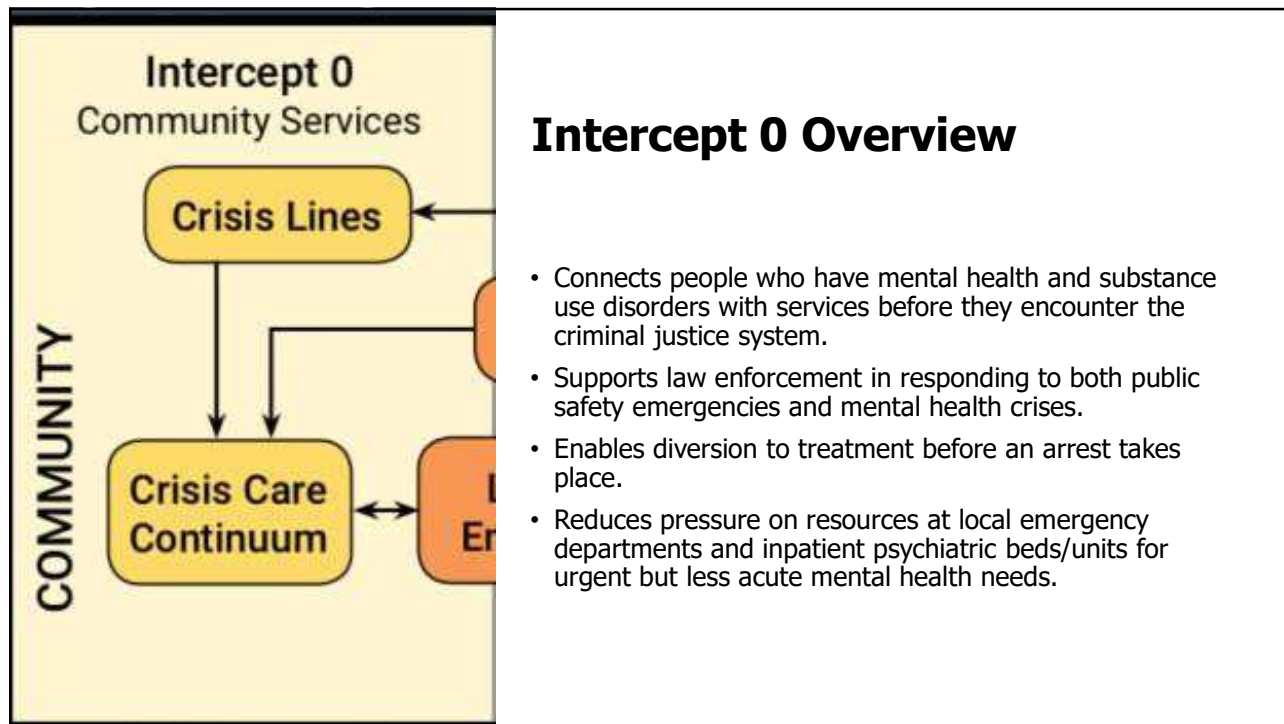 Intercept 0
Community Services
Crisis Lines
COMMUNITY
Crisis Care
Continuum
Intercept 0 Overview
• Connects people who have mental health and substance
use disorders with services before they encounter the
criminal justice system.
• Supports law enforcement in responding to both public
safety emergencies and mental health crises.
• Enables diversion to treatment before an arrest takes
place.
• Reduces pressure on resources at local emergency
departments and inpatient psychiatric beds/units for
urgent but less acute mental health needs.